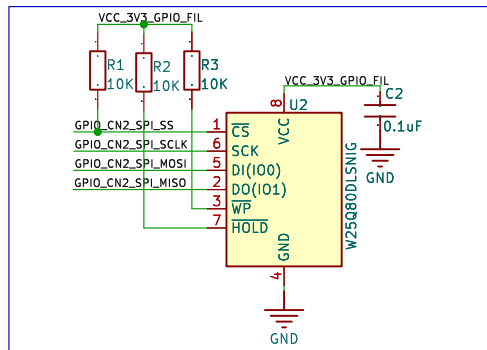 VCC_3V3_GPIO_FIL
R1
10K
R2
10K
R3
10K
VCC_3V3_GPIO_FIL
C2
0.1uF
GND
8
U2
VCC
GPIO_CN2_SPI_SS
1
CS
GPIO_CN2_SPI_SCLK
6
SCK
GPIO_CN2_SPI_MOSI
5
DI(IO0)
GPIO_CN2_SPI_MISO
2
DO(IO1)
3
WP
7
HOLD
W25Q80DLSNIG
GND
4
GND